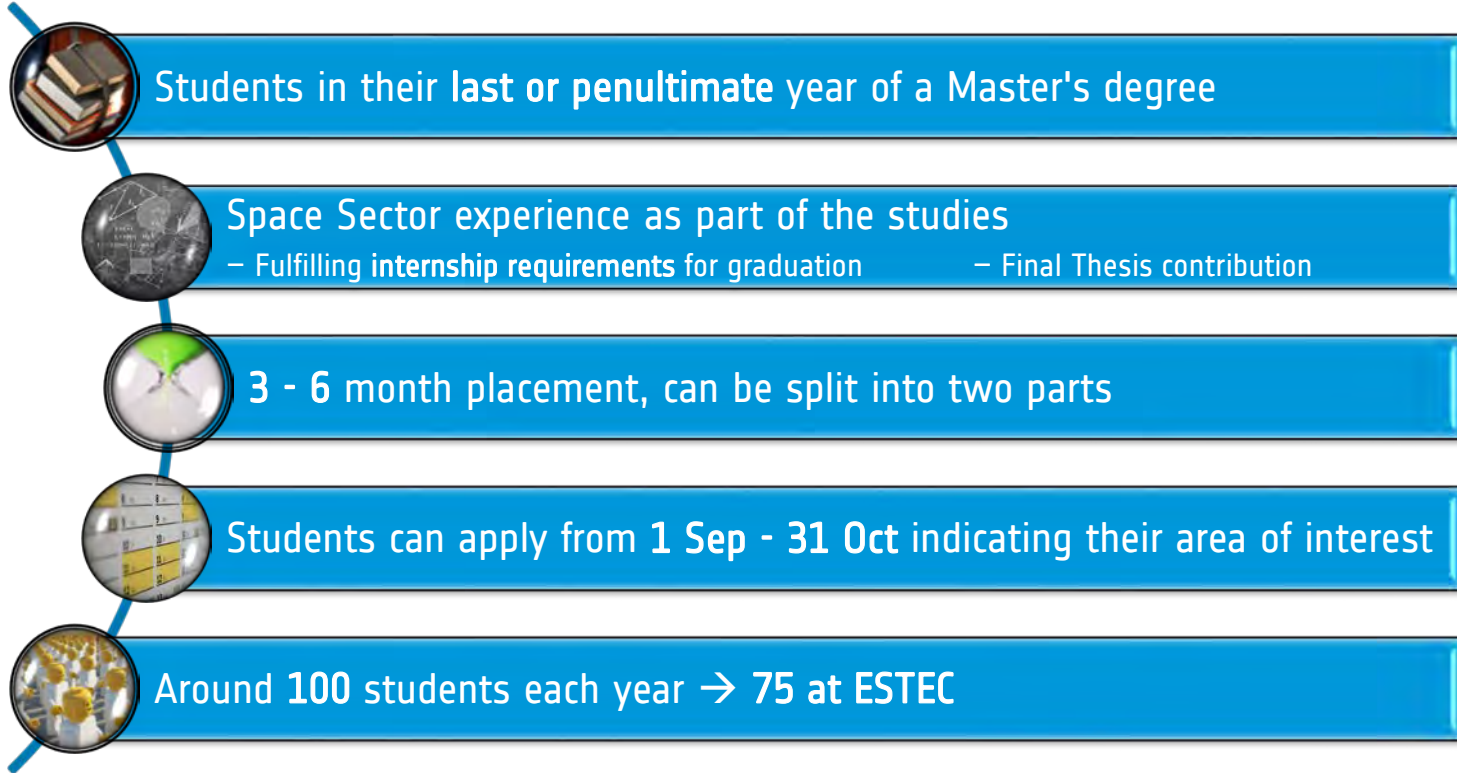 Students in their last or penultimate year of a Master's degree
Space Sector experience as part of the studies
– Fulfilling internship requirements for graduation – Final Thesis contribution
3 - 6 month placement, can be split into two parts
Students can apply from 1 Sep - 31 Oct indicating their area of interest
Around 100 students each year → 75 at ESTEC